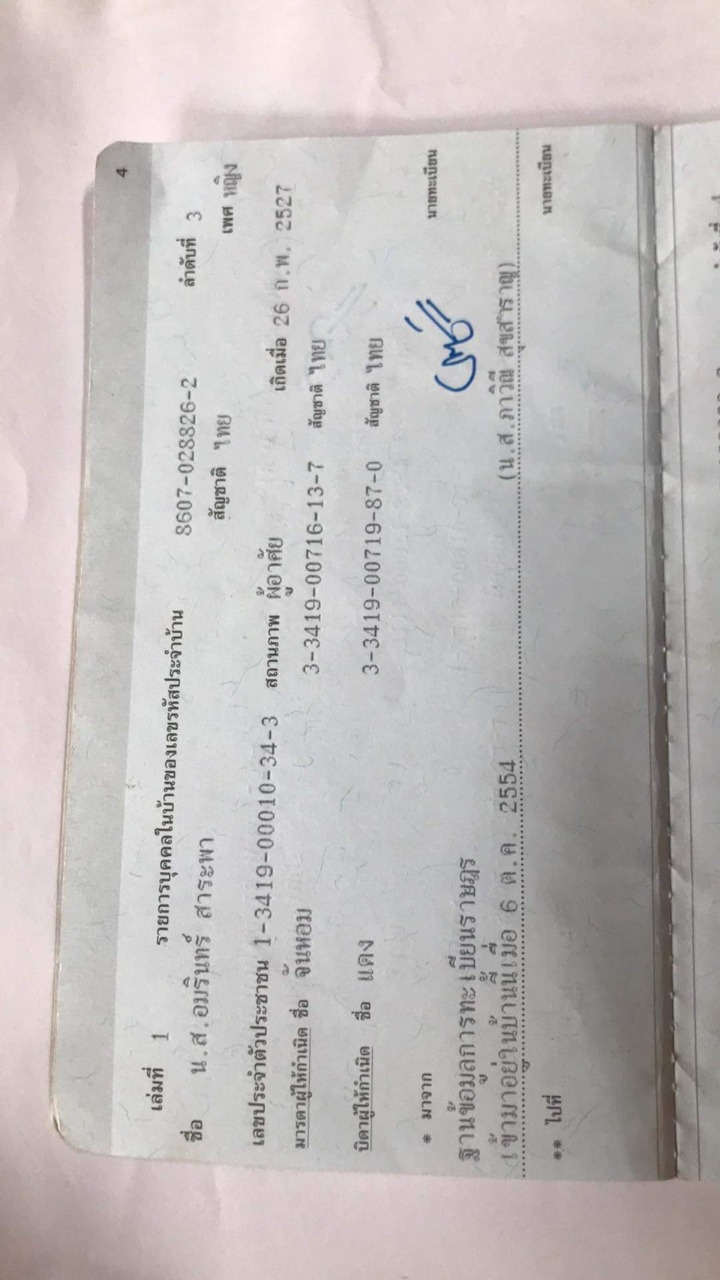 4
เล่มที่ 1 รายการบุคคลในบ้านของเลขรหัสประจำบ้าน 8607-028826-2 ลำดับที่ 3
ชื่อ น.ส.อมรินทร์ สาระพา สัญชาติ ไทย เพศ หญิง
เลขประจำตัวประชาชน 1-3419-00010-34-3 สถานภาพ ผู้อาศัย เกิดเมื่อ 26 ก.พ. 2527
มารดาผู้ให้กำเนิด ชื่อ จันหอม 3-3419-00716-13-7 สัญชาติ ไทย
บิดาผู้ให้กำเนิด ชื่อ แดง 3-3419-00719-87-0 สัญชาติ ไทย
* มาจาก
ฐานข้อมูลการทะเบียนราษฎร นายทะเบียน
เข้ามาอยู่ในบ้านนี้เมื่อ 6 ต.ค. 2554 (น.ส.ภาวิณี สุขสำราญ)
** ไปที่ นายทะเบียน